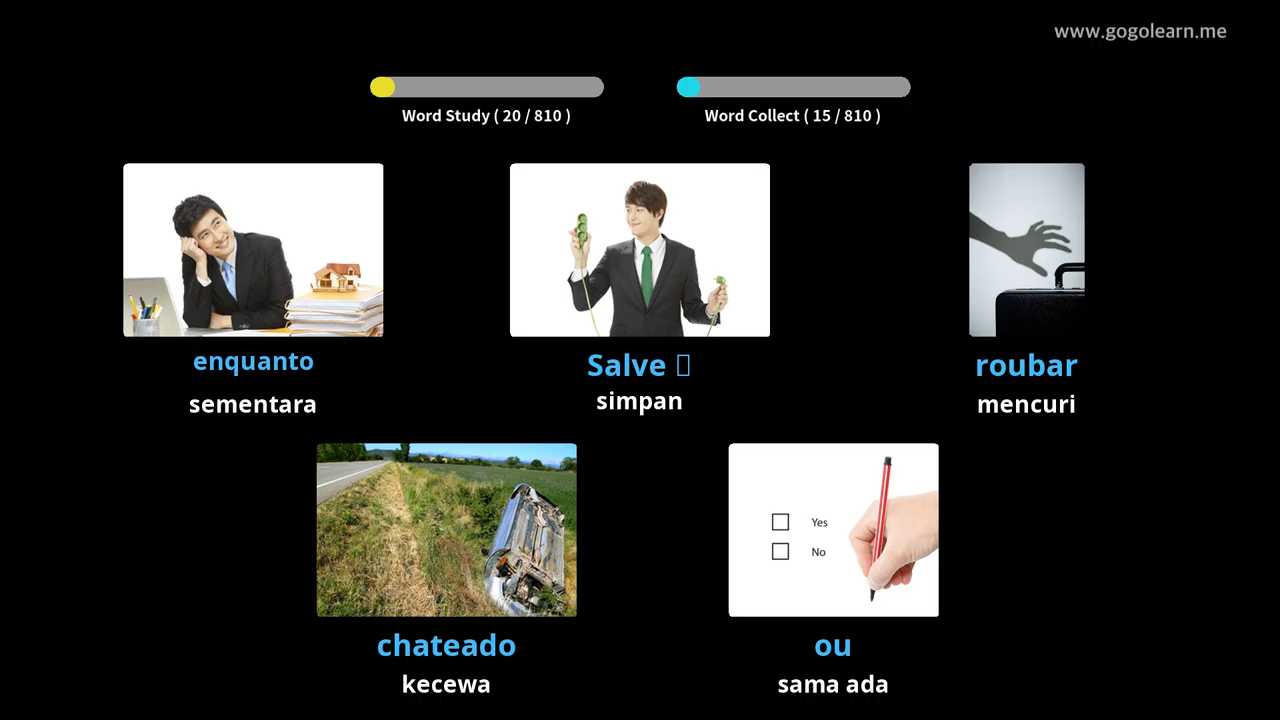 www.gogolearn.me
Word Study ( 20 / 810 )
Word Collect ( 15 / 810 )
enquanto
sementara
Salve
simpan
roubar
mencuri
Yes
No
chateado
kecewa
ou
sama ada